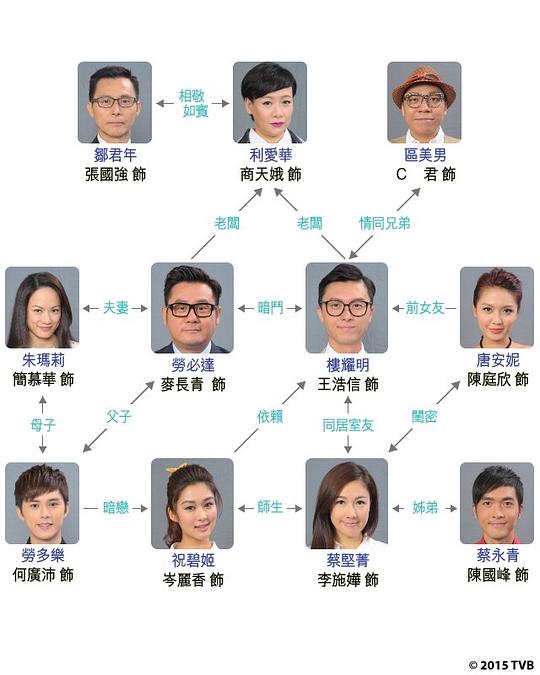 相敬
如賓
鄒君年
利愛華
區美男
張國強 飾
商天娥 飾
C 君 飾
老闆
老闆
情同兄弟
夫妻
暗鬥
前女友
朱瑪莉
勞必達
樓耀明
唐安妮
簡慕華 飾
麥長青 飾
王浩信 飾
陳庭欣 飾
母子
父子
依賴
同居室友
閨密
暗戀
師生
姊弟
勞多樂
祝碧姬
蔡堅菁
蔡永青
何廣沛 飾
岑麗香 飾
李施嬅 飾
陳國峰 飾
© 2015 TVB